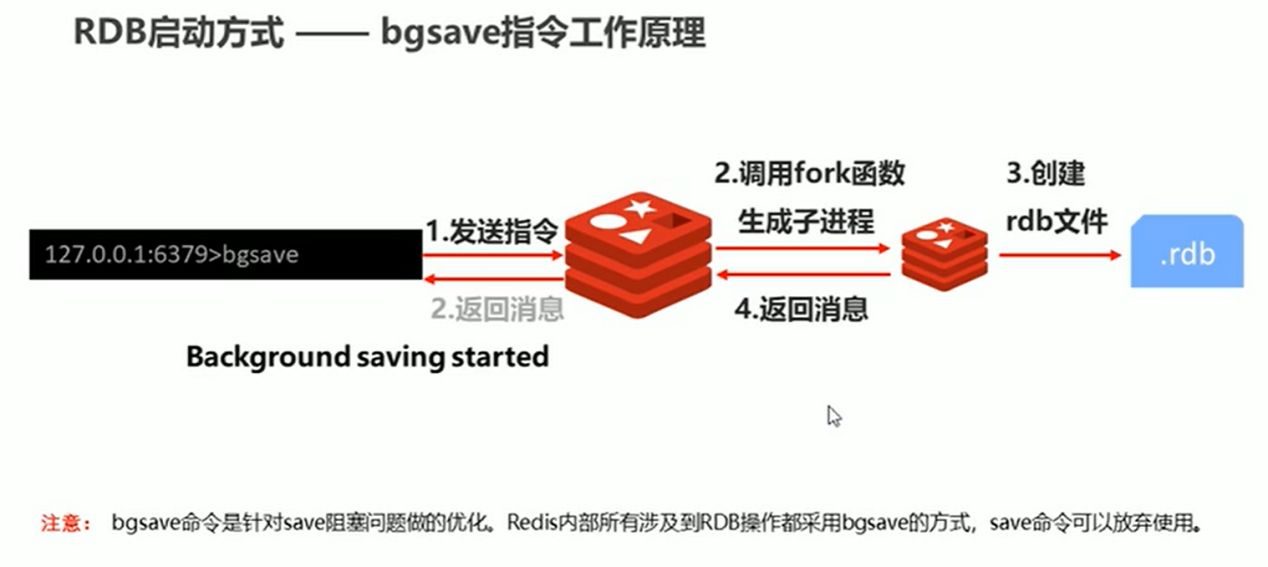 RDB启动方式 —— bgsave指令工作原理
127.0.0.1:6379>bgsave
1.发送指令
2.返回消息
Background saving started
2.调用fork函数
生成子进程
4.返回消息
3.创建
rdb文件
.rdb
注意： bgsave命令是针对save阻塞问题做的优化。Redis内部所有涉及到RDB操作都采用bgsave的方式，save命令可以放弃使用。